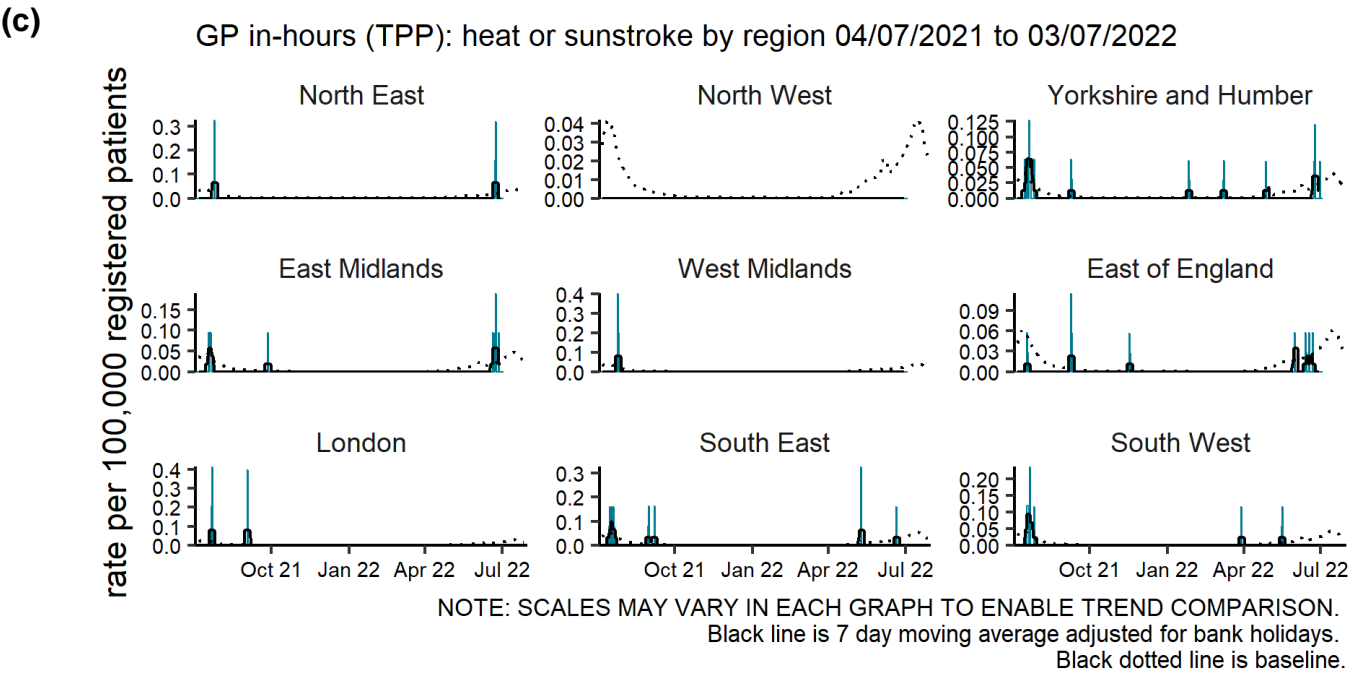 (c)
GP in-hours (TPP): heat or sunstroke by region 04/07/2021 to 03/07/2022
rate per 100,000 registered patients
North East
0.3
0.2
0.1
0.0
North West
0.04
0.03
0.02
0.01
0.00
Yorkshire and Humber
0.125
0.100
0.075
0.050
0.025
0.000
East Midlands
0.15
0.10
0.05
0.00
West Midlands
0.4
0.3
0.2
0.1
0.0
East of England
0.09
0.06
0.03
0.00
London
0.4
0.3
0.2
0.1
0.0
Oct 21 Jan 22 Apr 22 Jul 22
South East
0.3
0.2
0.1
0.0
Oct 21 Jan 22 Apr 22 Jul 22
South West
0.20
0.15
0.10
0.05
0.00
Oct 21 Jan 22 Apr 22 Jul 22
NOTE: SCALES MAY VARY IN EACH GRAPH TO ENABLE TREND COMPARISON.
Black line is 7 day moving average adjusted for bank holidays.
Black dotted line is baseline.